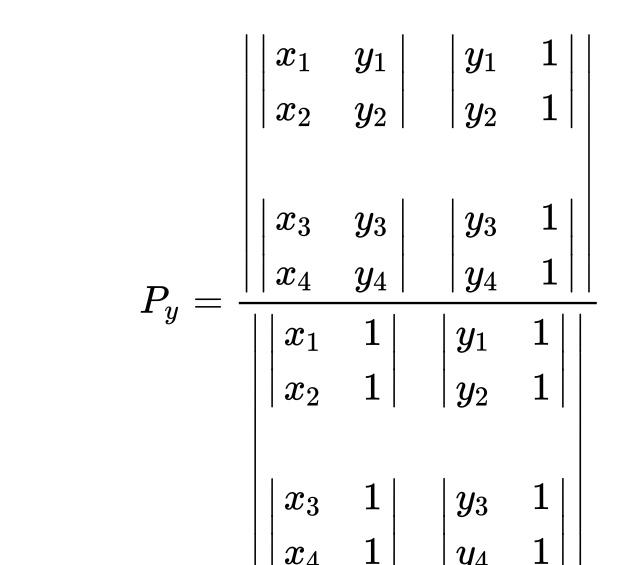 x₁ y₁ y₁ 1
x₂ y₂ y₂ 1
x₃ y₃ y₃ 1
x₄ y₄ y₄ 1
P_y =
x₁ 1 y₁ 1
x₂ 1 y₂ 1
x₃ 1 y₃ 1
x₄ 1 y₄ 1